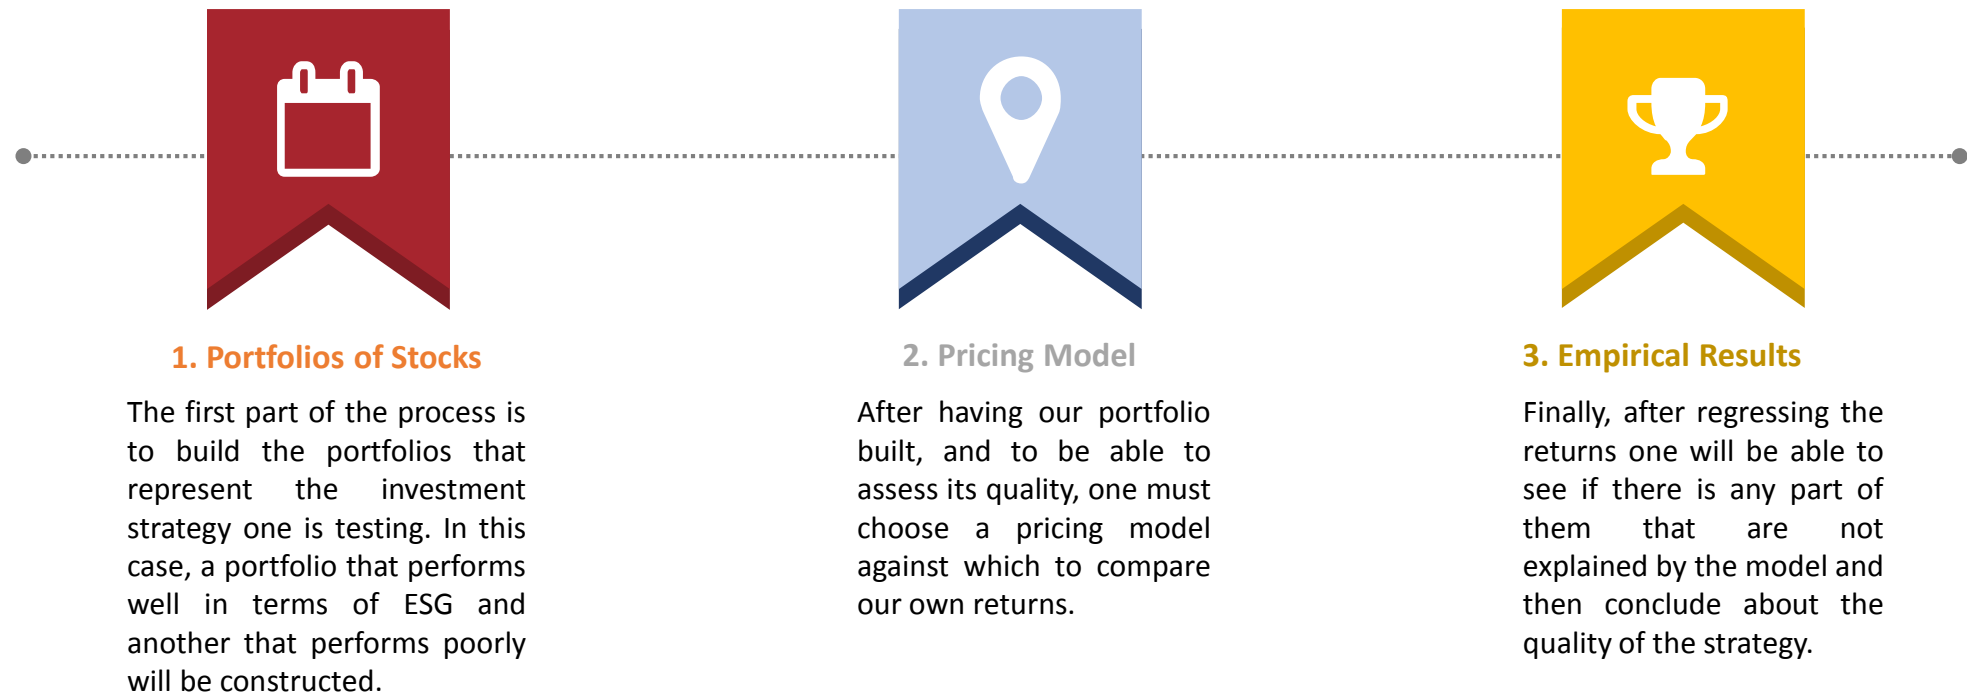 1. Portfolios of Stocks
The first part of the process is
to build the portfolios that
represent the investment
strategy one is testing. In this
case, a portfolio that performs
well in terms of ESG and
another that performs poorly
will be constructed.
2. Pricing Model
After having our portfolio
built, and to be able to
assess its quality, one must
choose a pricing model
against which to compare
our own returns.
3. Empirical Results
Finally, after regressing the
returns one will be able to
see if there is any part of
them that are not
explained by the model and
then conclude about the
quality of the strategy.